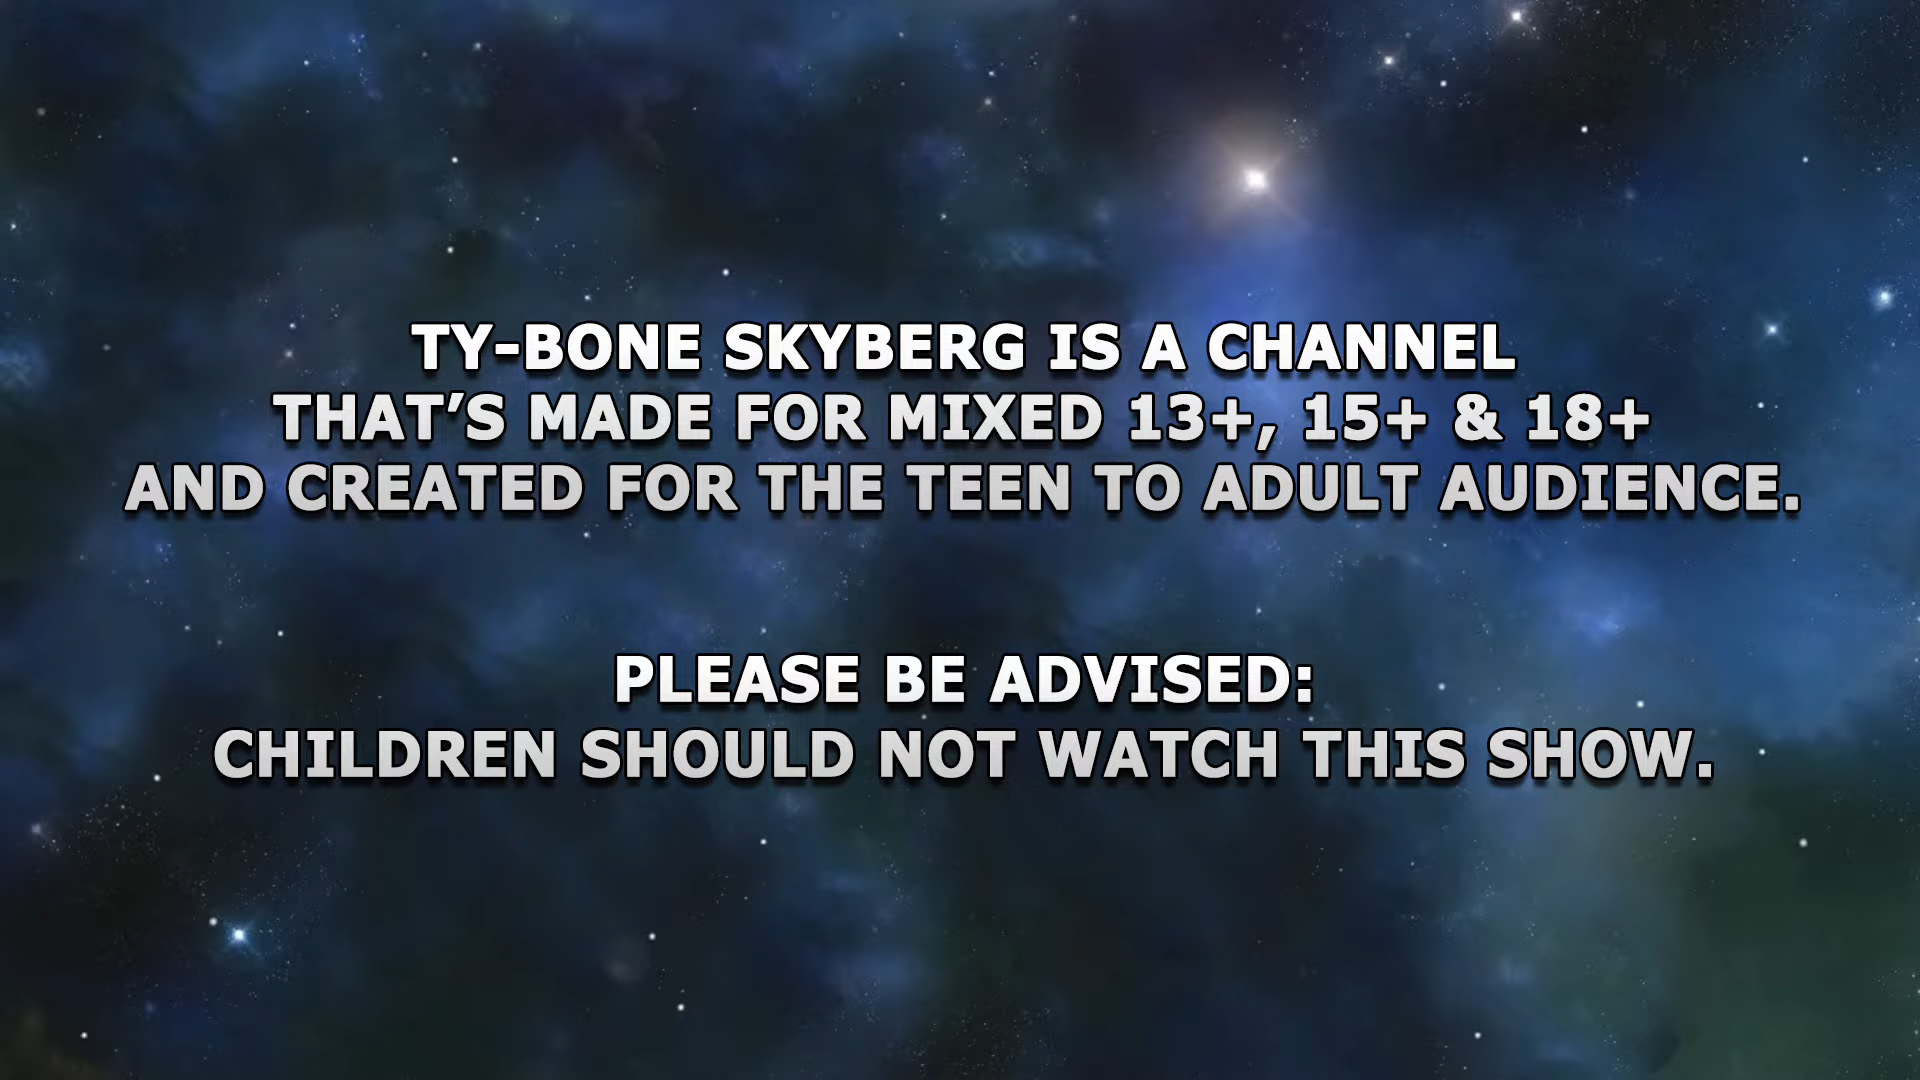 TY-BONE SKYBERG IS A CHANNEL
THAT’S MADE FOR MIXED 13+, 15+ & 18+
AND CREATED FOR THE TEEN TO ADULT AUDIENCE.
PLEASE BE ADVISED:
CHILDREN SHOULD NOT WATCH THIS SHOW.